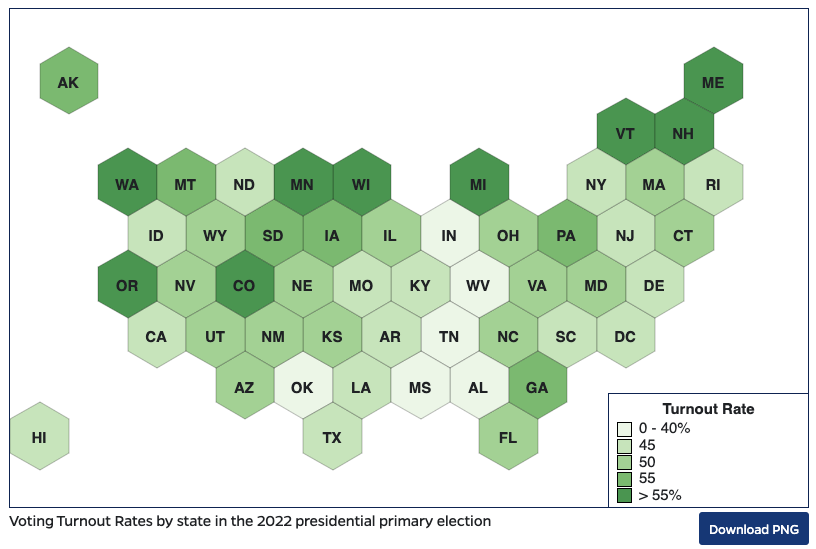 AK
ME
VT NH
WA MT ND MN WI MI NY MA RI
ID WY SD IA IL IN OH PA NJ CT
OR NV CO NE MO KY WV VA MD DE
CA UT NM KS AR TN NC SC DC
AZ OK LA MS AL GA
HI TX FL
Turnout Rate
0 - 40%
45
50
55
> 55%
Voting Turnout Rates by state in the 2022 presidential primary election
Download PNG